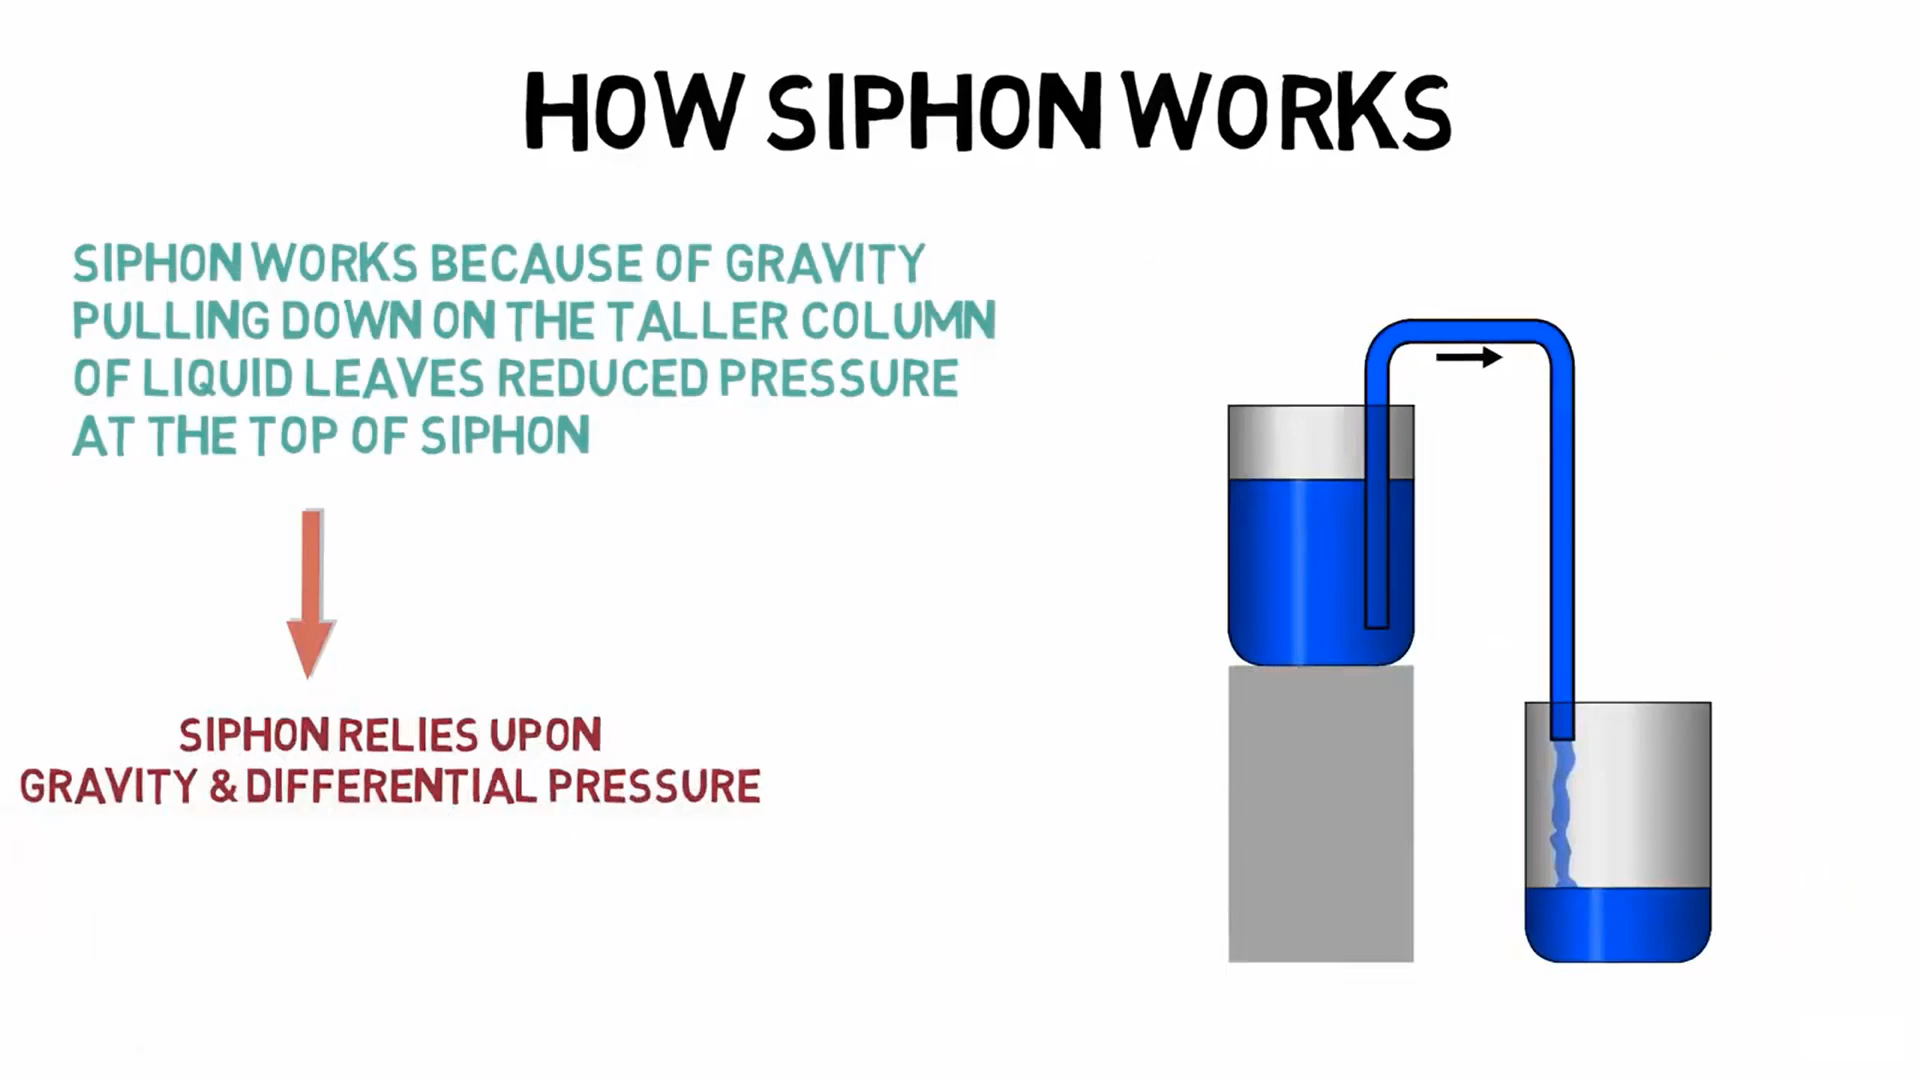 HOW SIPHON WORKS
SIPHON WORKS BECAUSE OF GRAVITY
PULLING DOWN ON THE TALLER COLUMN
OF LIQUID LEAVES REDUCED PRESSURE
AT THE TOP OF SIPHON
SIPHON RELIES UPON
GRAVITY & DIFFERENTIAL PRESSURE